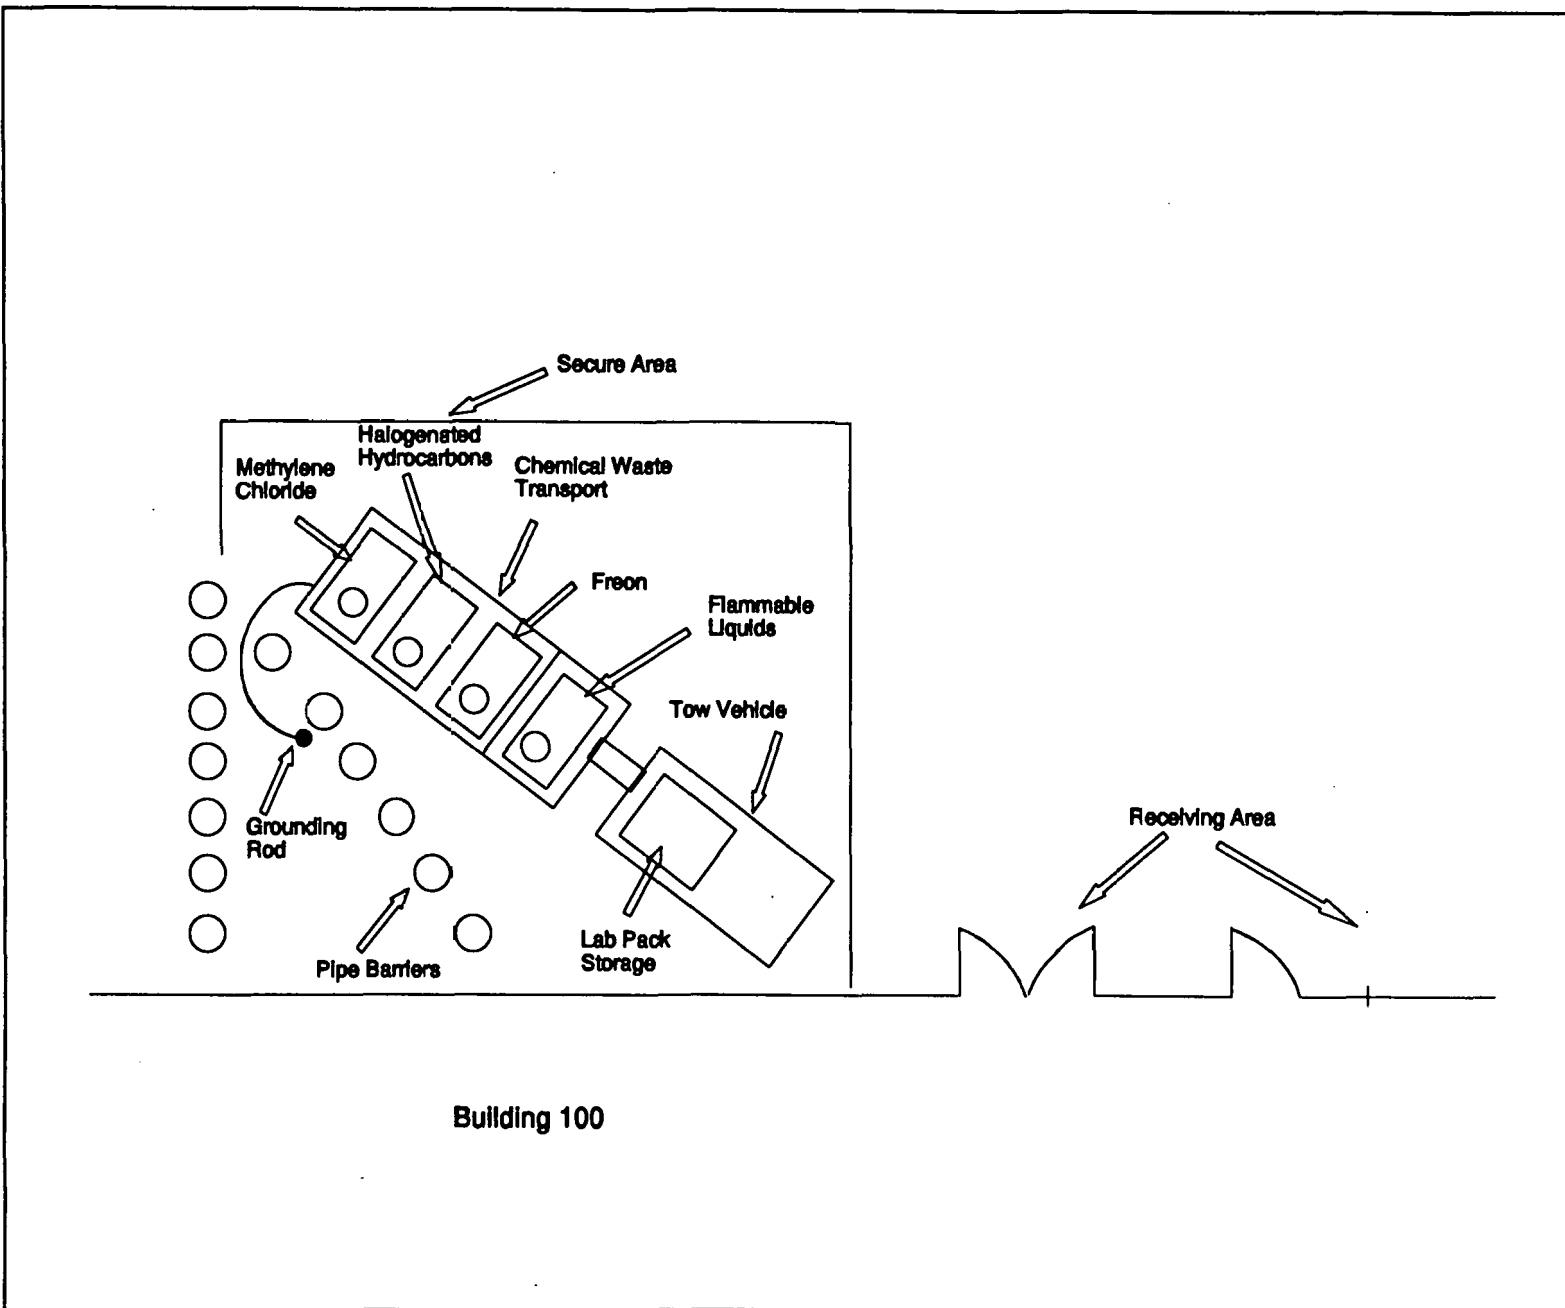 Secure Area
Halogenated
Hydrocarbons
Methylene
Chloride
Chemical Waste
Transport
Freon
Flammable
Liquids
Tow Vehicle
Receiving Area
Grounding
Rod
Lab Pack
Storage
Pipe Barriers
Building 100